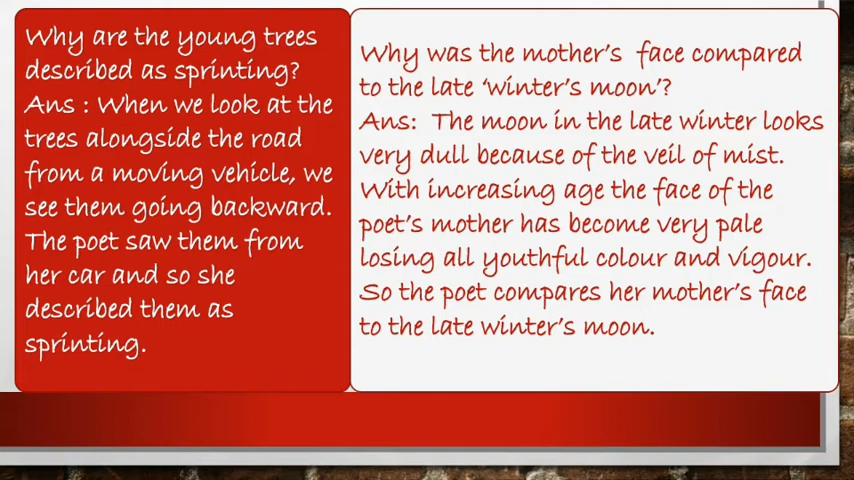 Why are the young trees
described as sprinting?
Ans : When we look at the
trees alongside the road
from a moving vehicle, we
see them going backward.
The poet saw them from
her car and so she
described them as
sprinting.
Why was the mother's face compared
to the late 'winter's moon'?
Ans: The moon in the late winter looks
very dull because of the veil of mist.
With increasing age the face of the
poet's mother has become very pale
losing all youthful colour and vigour.
So the poet compares her mother's face
to the late winter's moon.